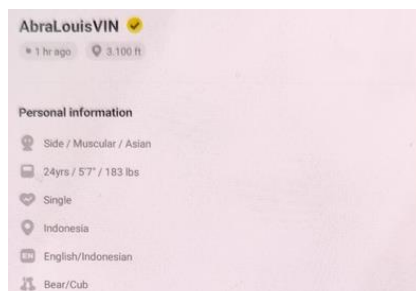 AbraLouisVIN
1 hr ago 3.100 ft
Personal information
Side / Muscular / Asian
24yrs / 5'7" / 183 lbs
Single
Indonesia
EN English/Indonesian
Bear/Cub